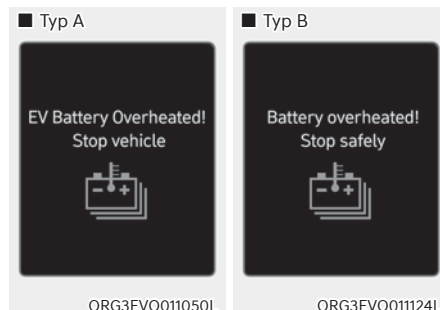 ■ Typ A
EV Battery Overheated!
Stop vehicle
ORG3EVQ011050L
■ Typ B
Battery overheated!
Stop safely
ORG3EVQ011124L